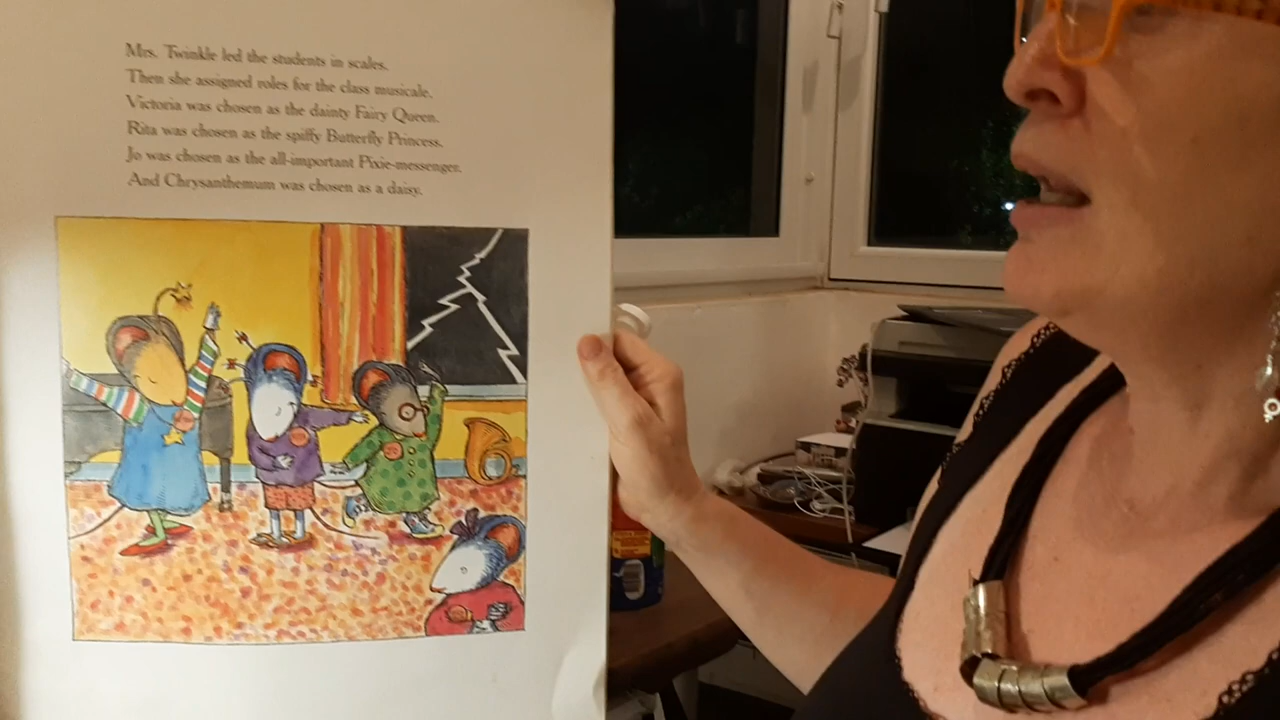 Mrs. Twinkle led the students in scales.
Then she assigned roles for the class musicale.
Victoria was chosen as the dainty Fairy Queen.
Rita was chosen as the spiffy Butterfly Princess.
Jo was chosen as the all-important Pixie-messenger.
And Chrysanthemum was chosen as a daisy.